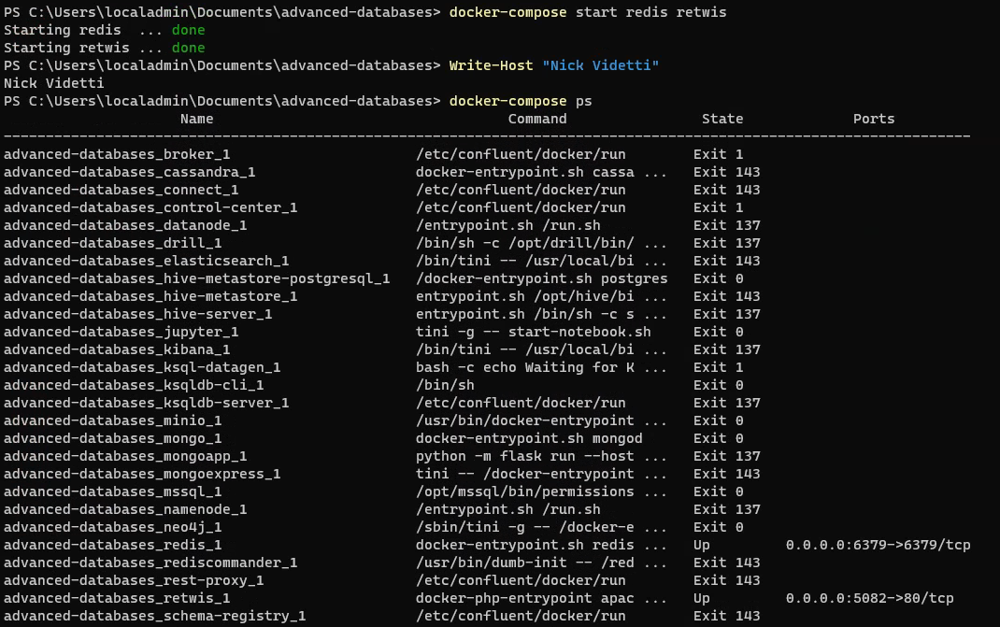 PS C:\Users\localadmin\Documents\advanced-databases> docker-compose start redis retwis
Starting redis  ... done
Starting retwis ... done
PS C:\Users\localadmin\Documents\advanced-databases> Write-Host "Nick Videtti"
Nick Videtti
PS C:\Users\localadmin\Documents\advanced-databases> docker-compose ps
Name Command State Ports
--------------------------------------------------------------------------------------------------------------------
advanced-databases_broker_1 /etc/confluent/docker/run Exit 1
advanced-databases_cassandra_1 docker-entrypoint.sh cassa ... Exit 143
advanced-databases_connect_1 /etc/confluent/docker/run Exit 143
advanced-databases_control-center_1 /etc/confluent/docker/run Exit 1
advanced-databases_datanode_1 /entrypoint.sh /run.sh Exit 137
advanced-databases_drill_1 /bin/sh -c /opt/drill/bin/ ... Exit 137
advanced-databases_elasticsearch_1 /bin/tini -- /usr/local/bi ... Exit 143
advanced-databases_hive-metastore-postgresql_1 /docker-entrypoint.sh postgres Exit 0
advanced-databases_hive-metastore_1 entrypoint.sh /opt/hive/bi ... Exit 143
advanced-databases_hive-server_1 entrypoint.sh /bin/sh -c s ... Exit 137
advanced-databases_jupyter_1 tini -g -- start-notebook.sh Exit 0
advanced-databases_kibana_1 /bin/tini -- /usr/local/bi ... Exit 137
advanced-databases_ksql-datagen_1 bash -c echo Waiting for K ... Exit 1
advanced-databases_ksqldb-cli_1 /bin/sh Exit 0
advanced-databases_ksqldb-server_1 /etc/confluent/docker/run Exit 137
advanced-databases_minio_1 /usr/bin/docker-entrypoint ... Exit 0
advanced-databases_mongo_1 docker-entrypoint.sh mongod Exit 0
advanced-databases_mongoapp_1 python -m flask run --host ... Exit 137
advanced-databases_mongoexpress_1 tini -- /docker-entrypoint ... Exit 143
advanced-databases_mssql_1 /opt/mssql/bin/permissions ... Exit 0
advanced-databases_namenode_1 /entrypoint.sh /run.sh Exit 137
advanced-databases_neo4j_1 /sbin/tini -g -- /docker-e ... Exit 0
advanced-databases_redis_1 docker-entrypoint.sh redis ... Up 0.0.0.0:6379->6379/tcp
advanced-databases_rediscommander_1 /usr/bin/dumb-init -- /red ... Exit 143
advanced-databases_rest-proxy_1 /etc/confluent/docker/run Exit 143
advanced-databases_retwis_1 docker-php-entrypoint apac ... Up 0.0.0.0:5082->80/tcp
advanced-databases_schema-registry_1 /etc/confluent/docker/run Exit 143